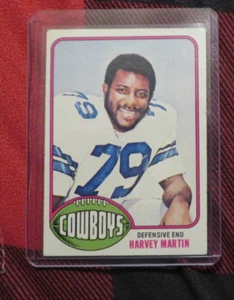 79
79
COWBOYS
DEFENSIVE END
HARVEY MARTIN